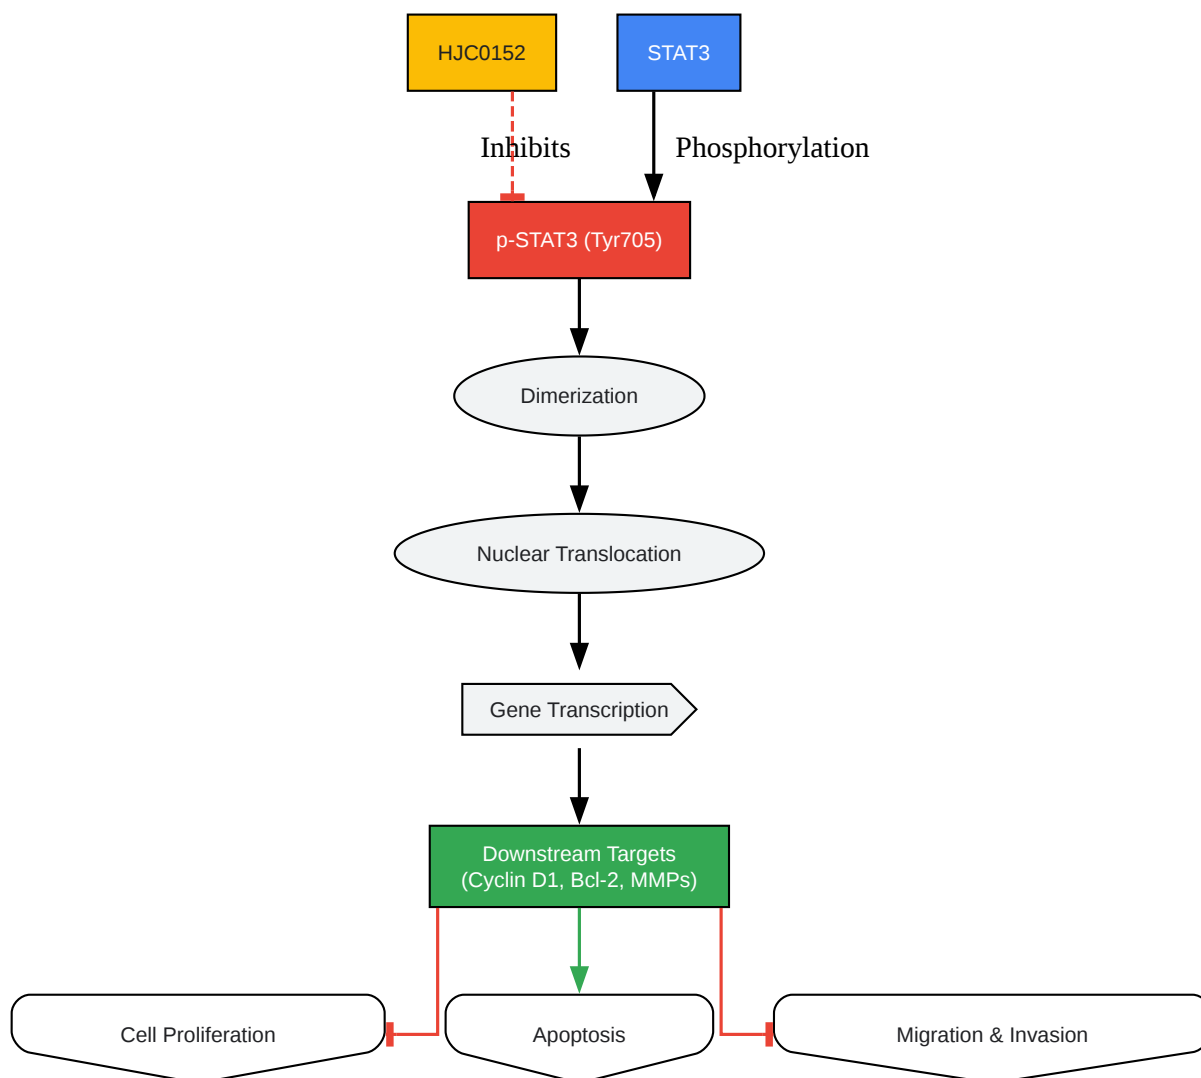 HJC0152
STAT3
Inhibits
Phosphorylation
p-STAT3 (Tyr705)
Dimerization
Nuclear Translocation
Gene Transcription
Downstream Targets
(Cyclin D1, Bcl-2, MMPs)
Cell Proliferation
Apoptosis
Migration & Invasion